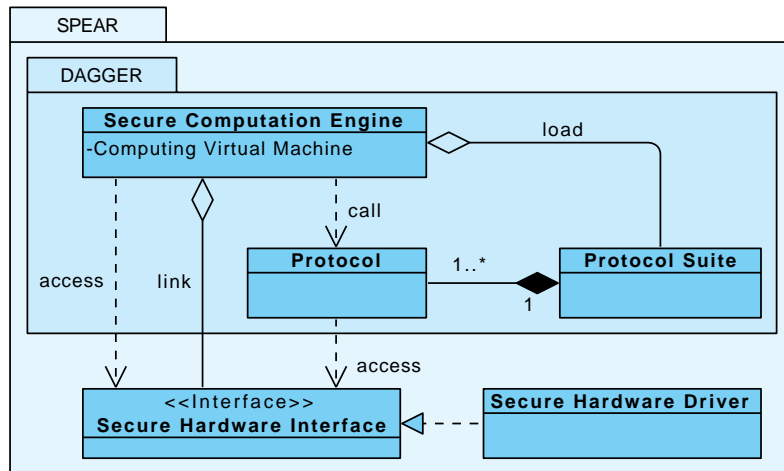 SPEAR
DAGGER
Secure Computation Engine
-Computing Virtual Machine
load
call
access
link
Protocol
1..*
1
Protocol Suite
access
<<Interface>>
Secure Hardware Interface
Secure Hardware Driver